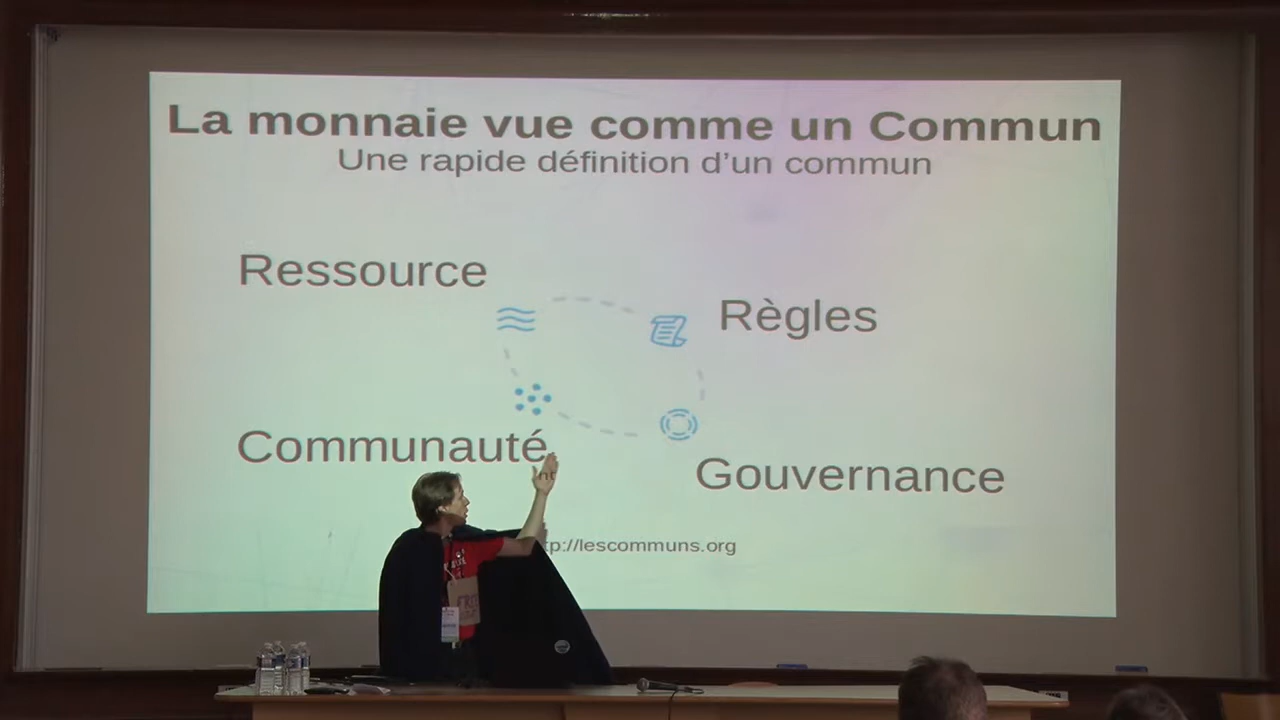 La monnaie vue comme un Commun
Une rapide définition d'un commun
Ressource
Règles
Communauté
Gouvernance
tp://lescommuns.org